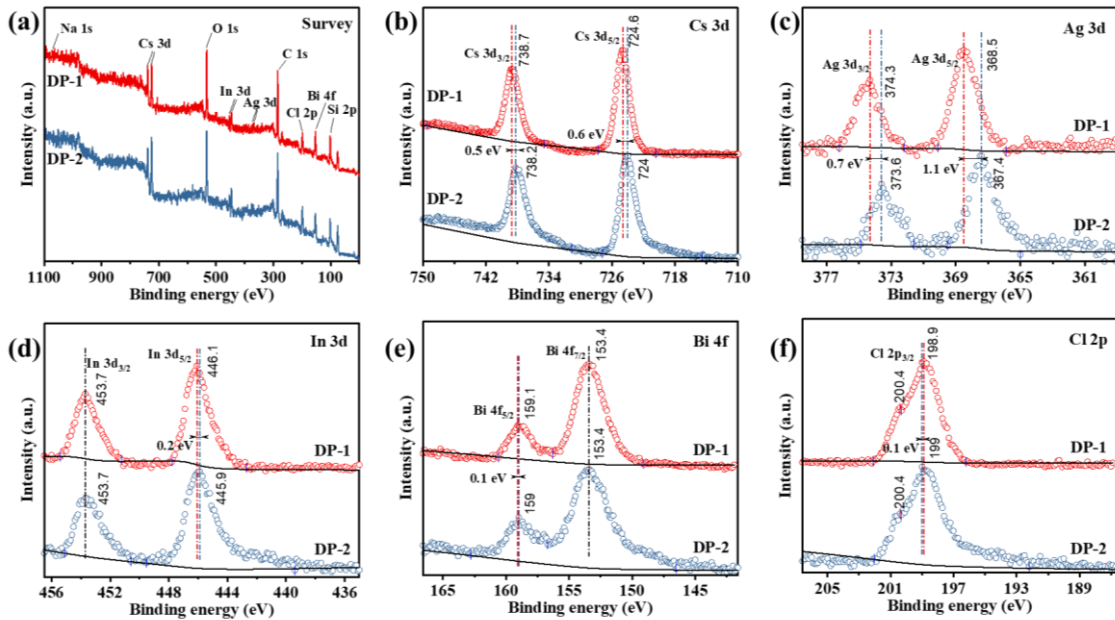 (a)
Survey
Na 1s
Cs 3d
O 1s
C 1s
In 3d
Ag 3d
Cl 2p
Bi 4f
Si 2p
DP-1
DP-2
Intensity (a.u.)
1100 900 700 500 300 100
Binding energy (eV)
(b)
Cs 3d
Cs 3d3/2
738.7
Cs 3d5/2
724.6
DP-1
0.6 eV
0.5 eV
738.2
724
DP-2
Intensity (a.u.)
750 742 734 726 718 710
Binding energy (eV)
(c)
Ag 3d
Ag 3d3/2
374.3
Ag 3d5/2
368.5
DP-1
0.7 eV
373.6
1.1 eV
367.4
DP-2
Intensity (a.u.)
377 373 369 365 361
Binding energy (eV)
(d)
In 3d
In 3d3/2
453.7
In 3d5/2
446.1
DP-1
0.2 eV
453.7
445.9
DP-2
Intensity (a.u.)
456 452 448 444 440 436
Binding energy (eV)
(e)
Bi 4f
Bi 4f5/2
159.1
Bi 4f7/2
153.4
DP-1
0.1 eV
159
153.4
DP-2
Intensity (a.u.)
165 160 155 150 145
Binding energy (eV)
(f)
Cl 2p
Cl 2p3/2
198.9
200.4
DP-1
0.1 eV
199
200.4
DP-2
Intensity (a.u.)
205 201 197 193 189
Binding energy (eV)